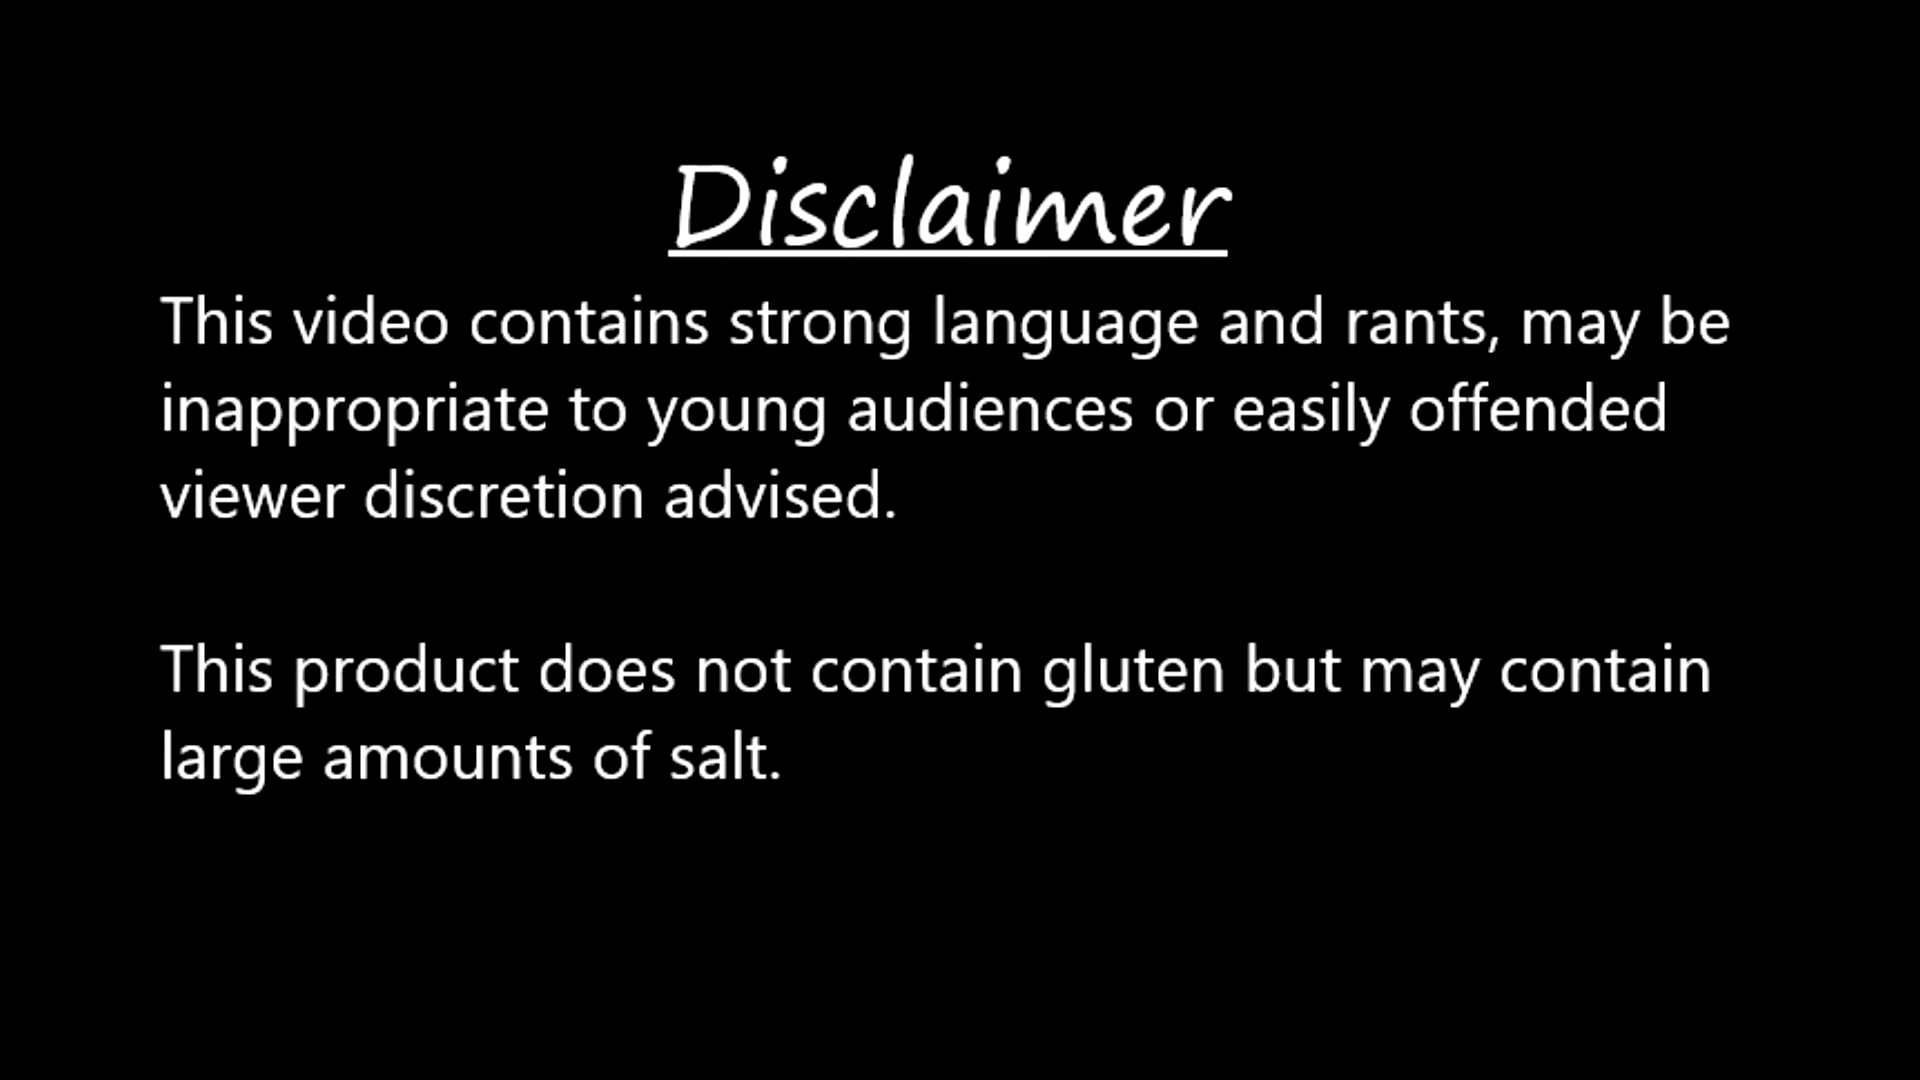 Disclaimer
This video contains strong language and rants, may be
inappropriate to young audiences or easily offended
viewer discretion advised.
This product does not contain gluten but may contain
large amounts of salt.